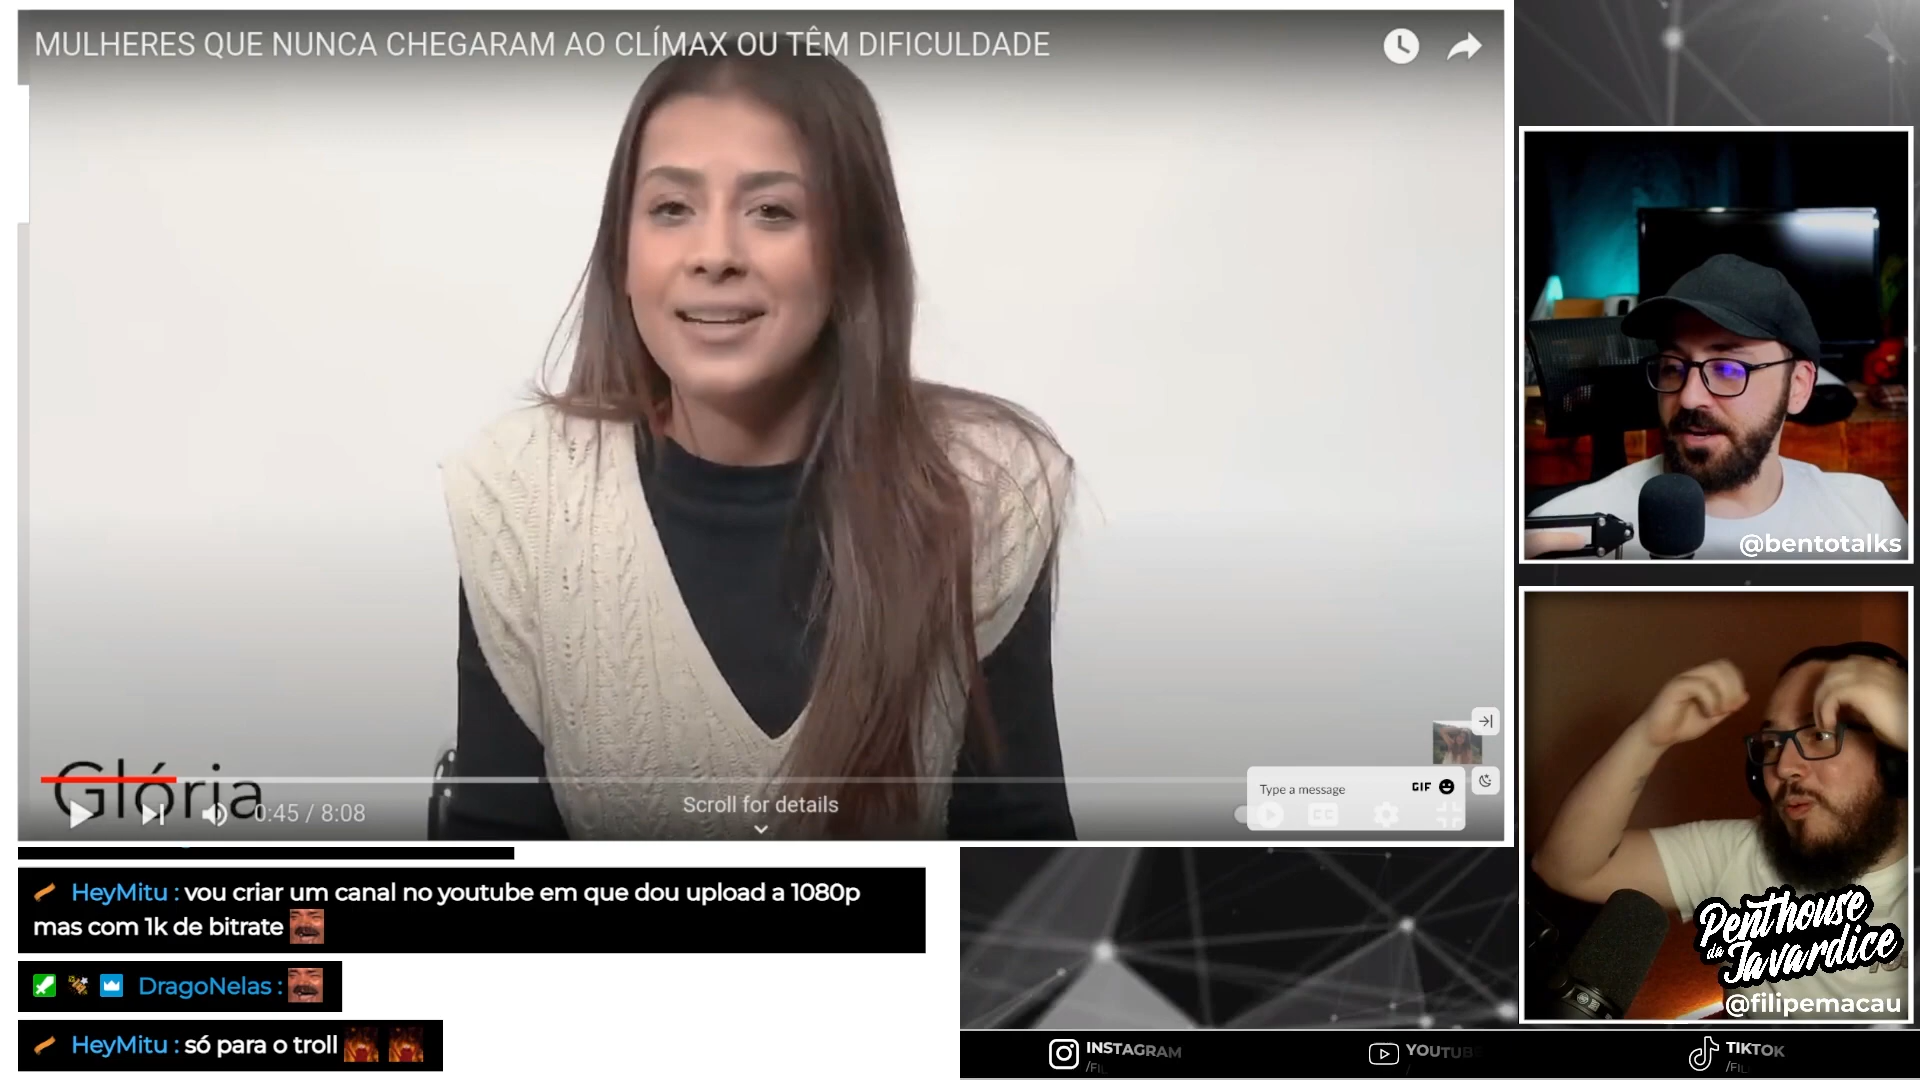 MULHERES QUE NUNCA CHEGARAM AO CLÍMAX OU TÊM DIFICULDADE
@bentotalks
Glória
0:45 / 8:08
Scroll for details
Type a message
GIF
CC
HeyMitu : vou criar um canal no youtube em que dou upload a 1080p
mas com 1k de bitrate
DragoNelas :
HeyMitu : só para o troll
Penthouse
da Javardice
@filipemacau
INSTAGRAM
YOUTUBE
TIKTOK